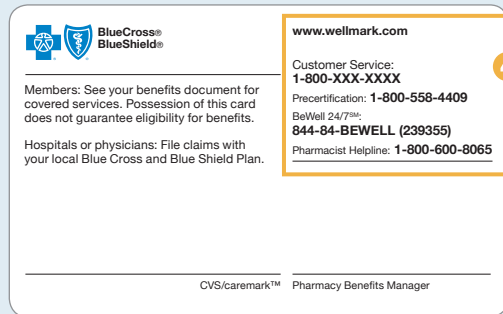 BlueCross®
BlueShield®
Members: See your benefits document for
covered services. Possession of this card
does not guarantee eligibility for benefits.
Hospitals or physicians: File claims with
your local Blue Cross and Blue Shield Plan.
www.wellmark.com
Customer Service:
1-800-XXX-XXXX
Precertification: 1-800-558-4409
BeWell 24/7℠:
844-84-BEWELL (239355)
Pharmacist Helpline: 1-800-600-8065
CVS/caremark™ Pharmacy Benefits Manager